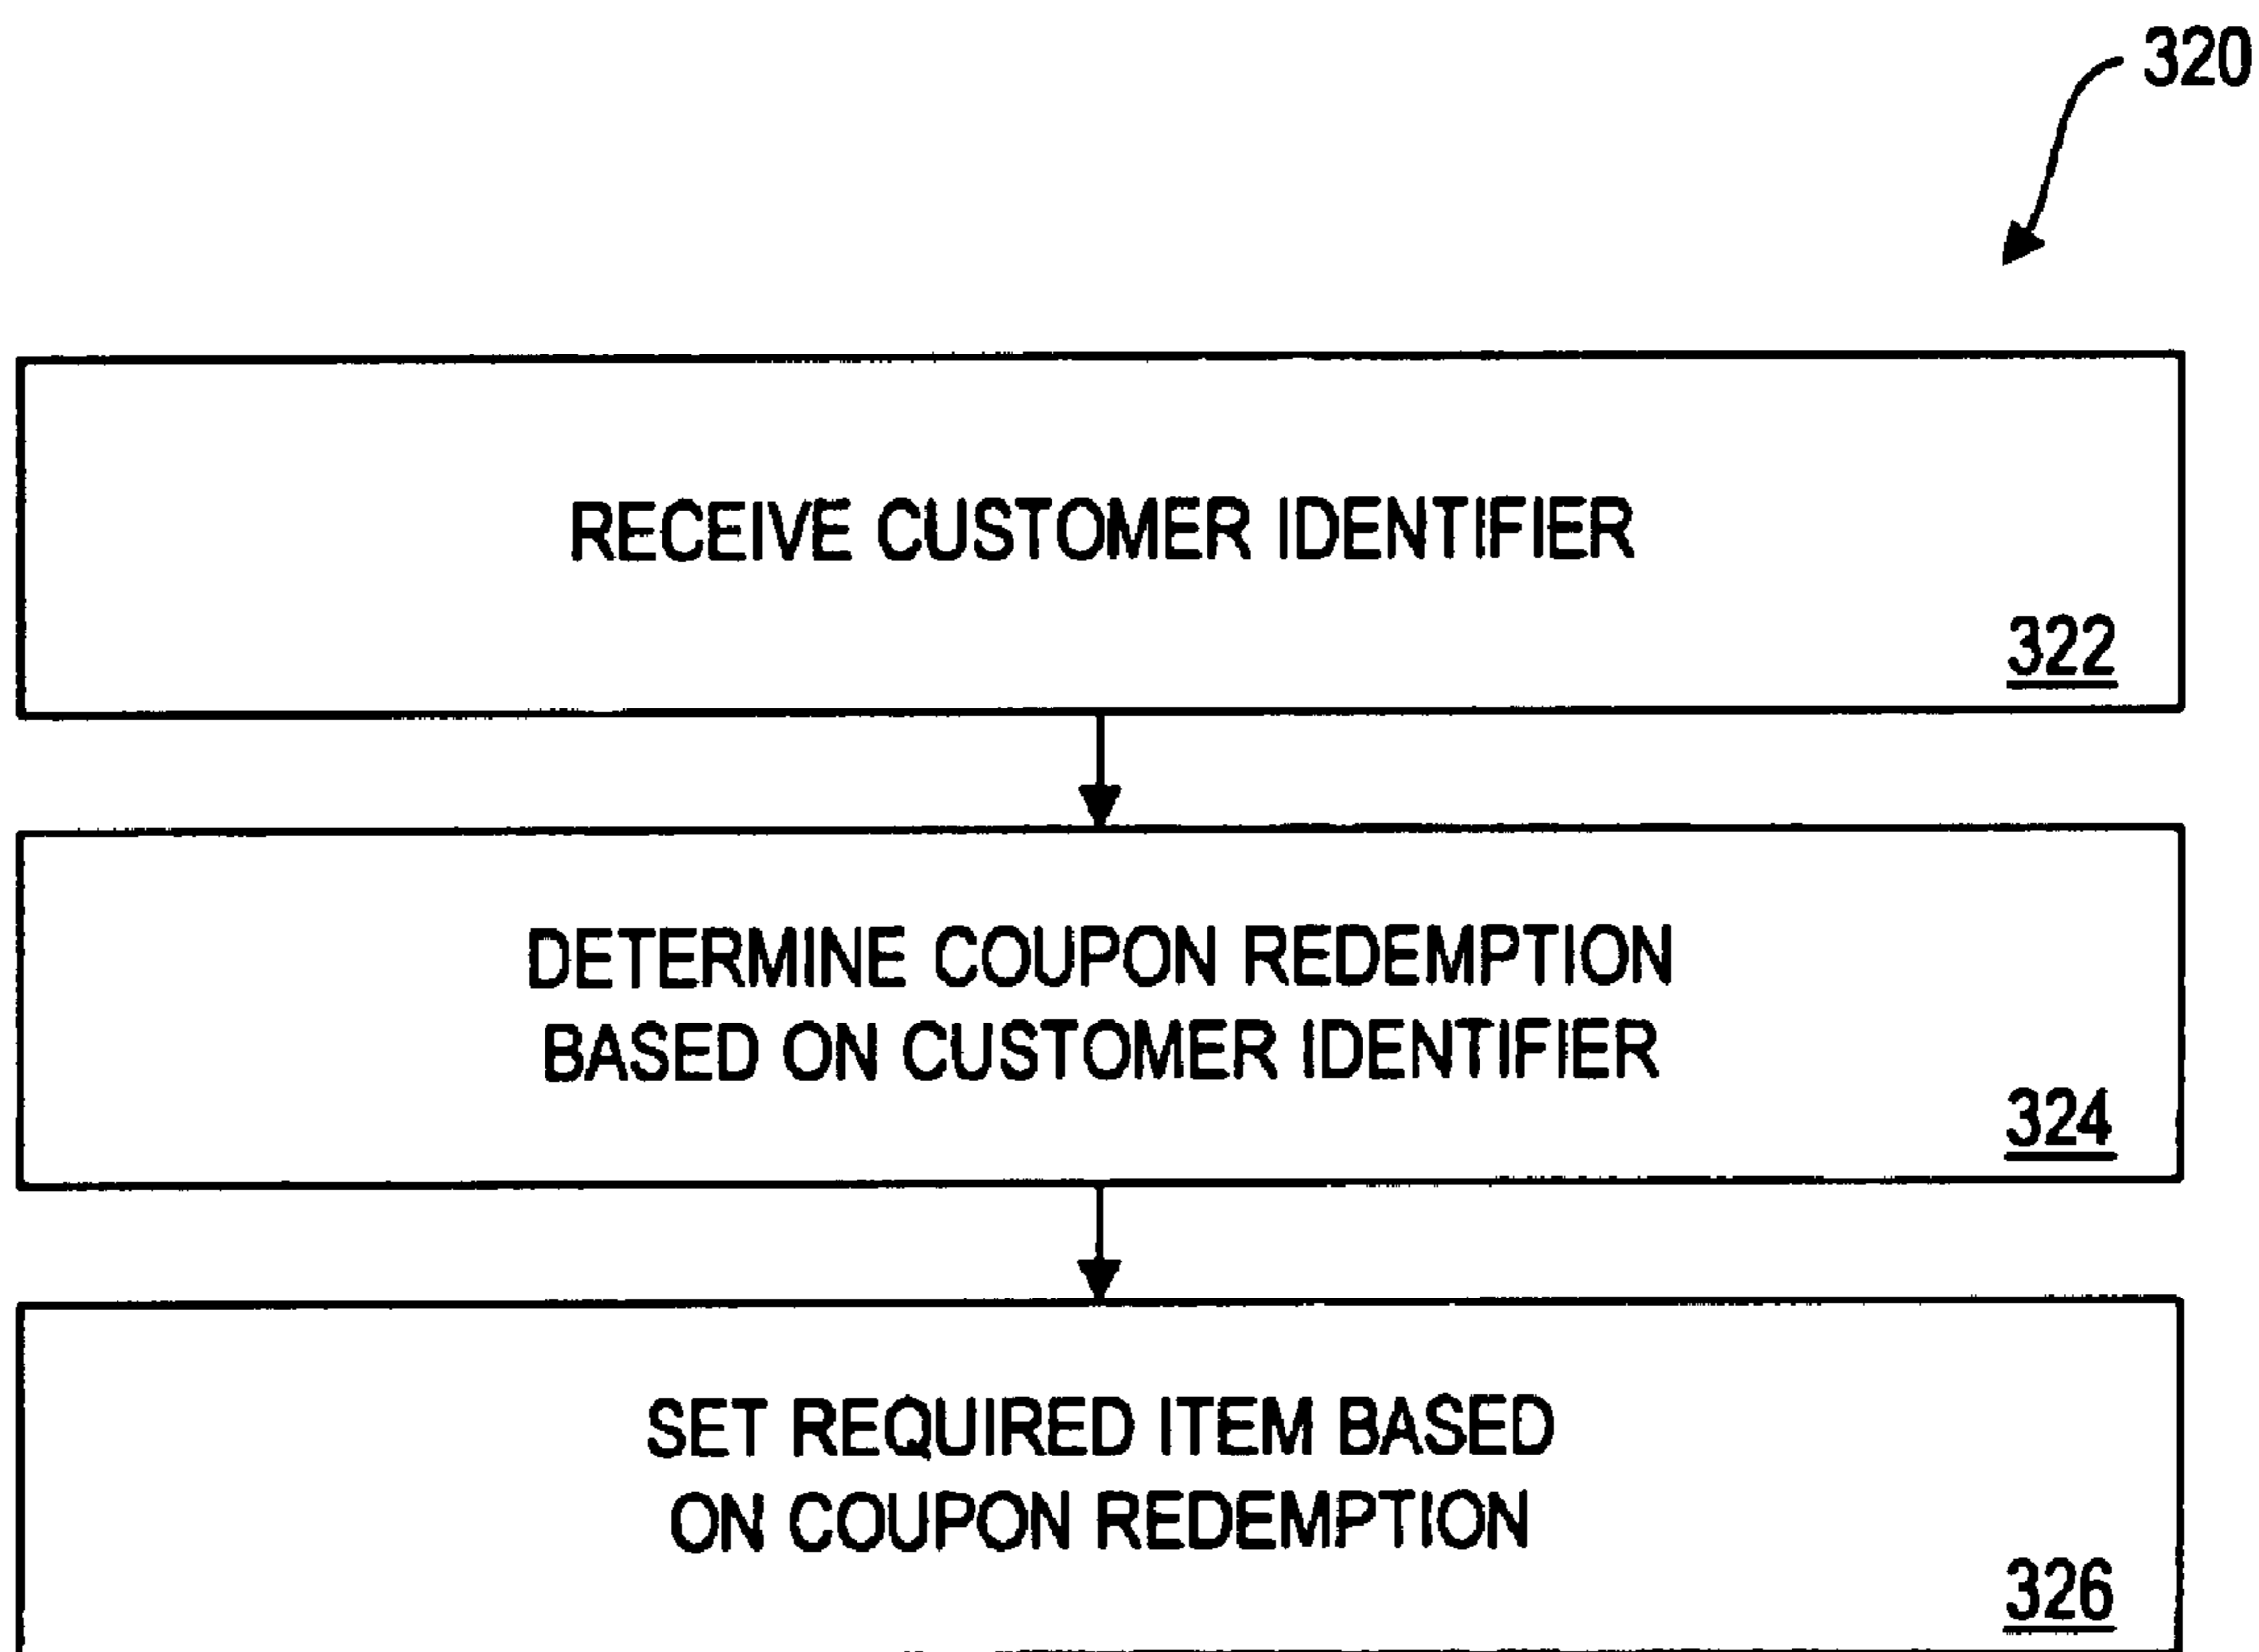 320
RECEIVE CUSTOMER IDENTIFIER
322
DETERMINE COUPON REDEMPTION
BASED ON CUSTOMER IDENTIFIER
324
SET REQUIRED ITEM BASED
ON COUPON REDEMPTION
326